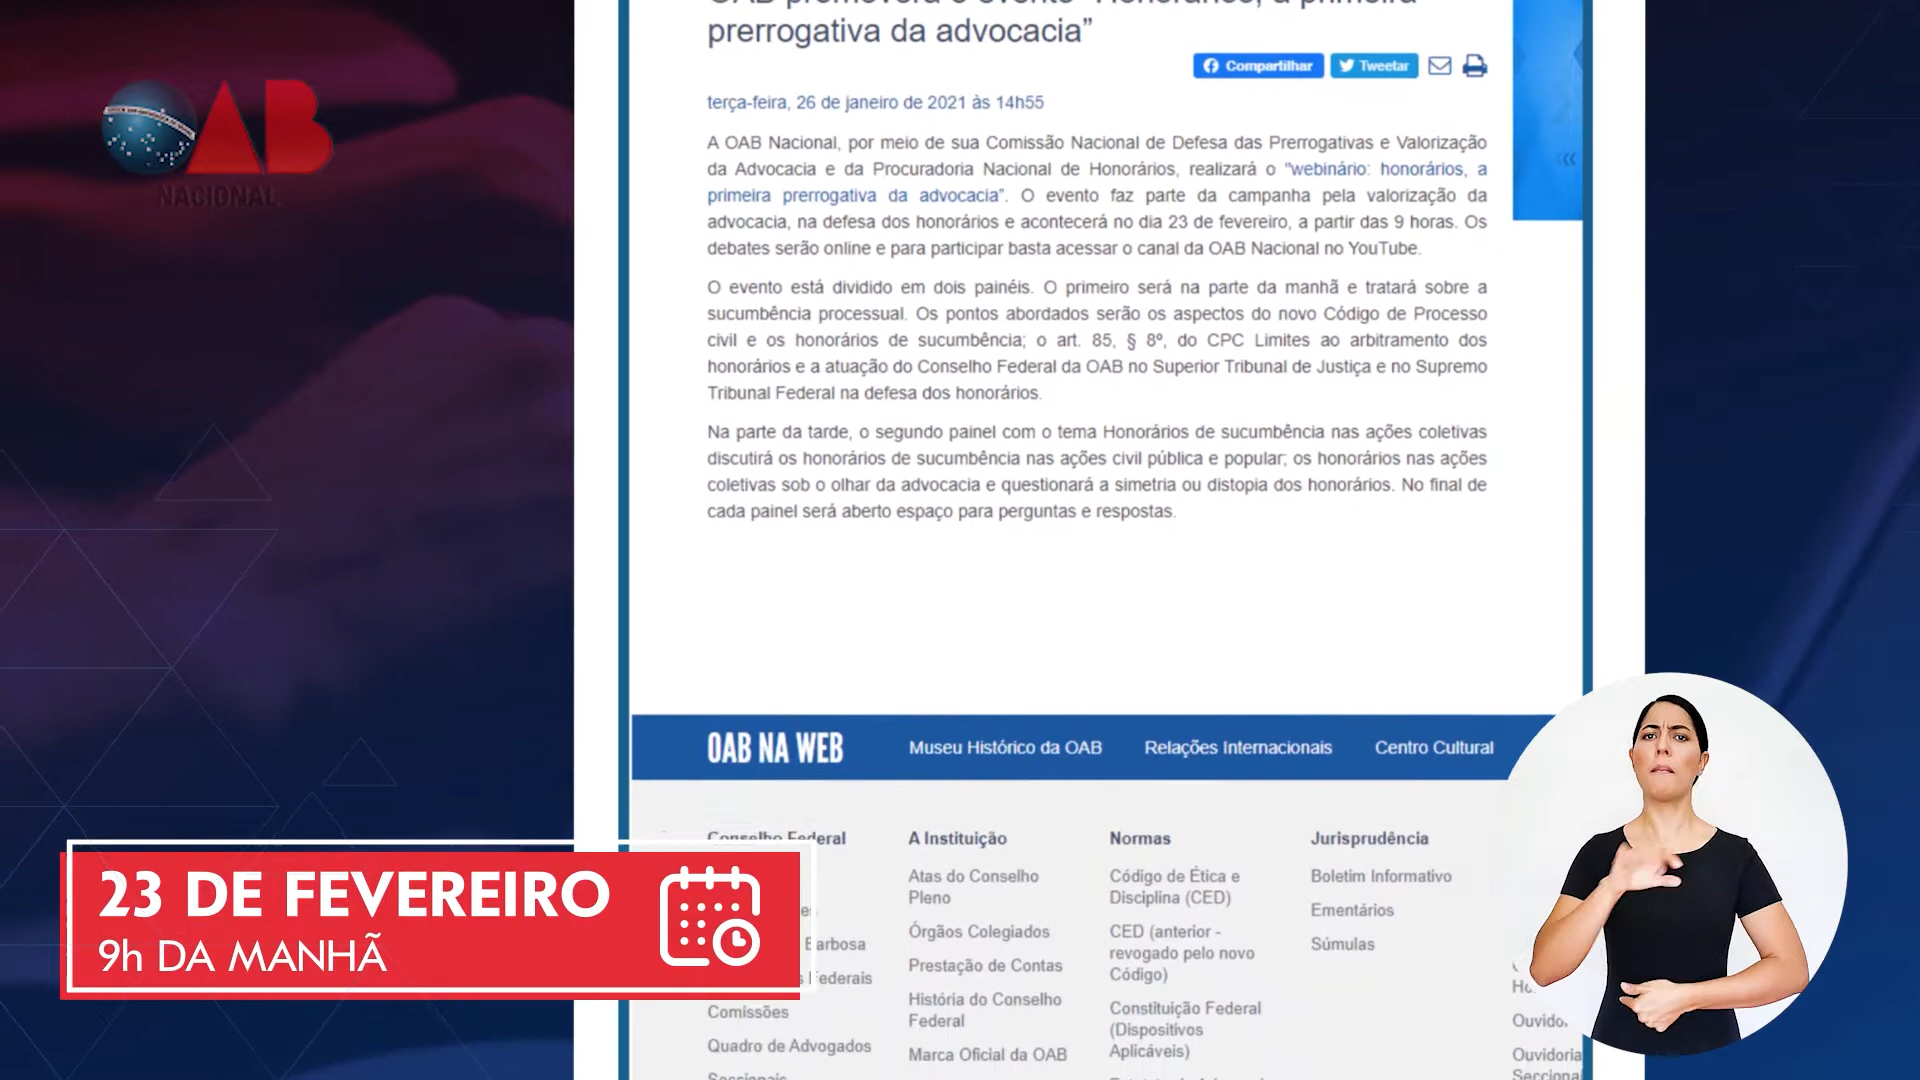 OAB promoverá o evento "Honorários, a primeira
prerrogativa da advocacia”
Compartilhar
Tweetar
terça-feira, 26 de janeiro de 2021 às 14h55
OAB
NACIONAL
A OAB Nacional, por meio de sua Comissão Nacional de Defesa das Prerrogativas e Valorização
da Advocacia e da Procuradoria Nacional de Honorários, realizará o "webinário: honorários, a
primeira prerrogativa da advocacia”. O evento faz parte da campanha pela valorização da
advocacia, na defesa dos honorários e acontecerá no dia 23 de fevereiro, a partir das 9 horas. Os
debates serão online e para participar basta acessar o canal da OAB Nacional no YouTube.
O evento está dividido em dois painéis. O primeiro será na parte da manhã e tratará sobre a
sucumbência processual. Os pontos abordados serão os aspectos do novo Código de Processo
civil e os honorários de sucumbência; o art. 85, § 8º, do CPC Limites ao arbitramento dos
honorários e a atuação do Conselho Federal da OAB no Superior Tribunal de Justiça e no Supremo
Tribunal Federal na defesa dos honorários.
Na parte da tarde, o segundo painel com o tema Honorários de sucumbência nas ações coletivas
discutirá os honorários de sucumbência nas ações civil pública e popular; os honorários nas ações
coletivas sob o olhar da advocacia e questionará a simetria ou distopia dos honorários. No final de
cada painel será aberto espaço para perguntas e respostas.
OAB NA WEB
Museu Histórico da OAB
Relações Internacionais
Centro Cultural
Conselho Federal
arbosa
Federais
Comissões
Quadro de Advogados
Seccionais
A Instituição
Atas do Conselho
Pleno
Órgãos Colegiados
Prestação de Contas
História do Conselho
Federal
Marca Oficial da OAB
Normas
Código de Ética e
Disciplina (CED)
CED (anterior -
revogado pelo novo
Código)
Constituição Federal
(Dispositivos
Aplicáveis)
Jurisprudência
Boletim Informativo
Ementários
Súmulas
Ouvidoria
Seccional
23 DE FEVEREIRO
9h DA MANHÃ